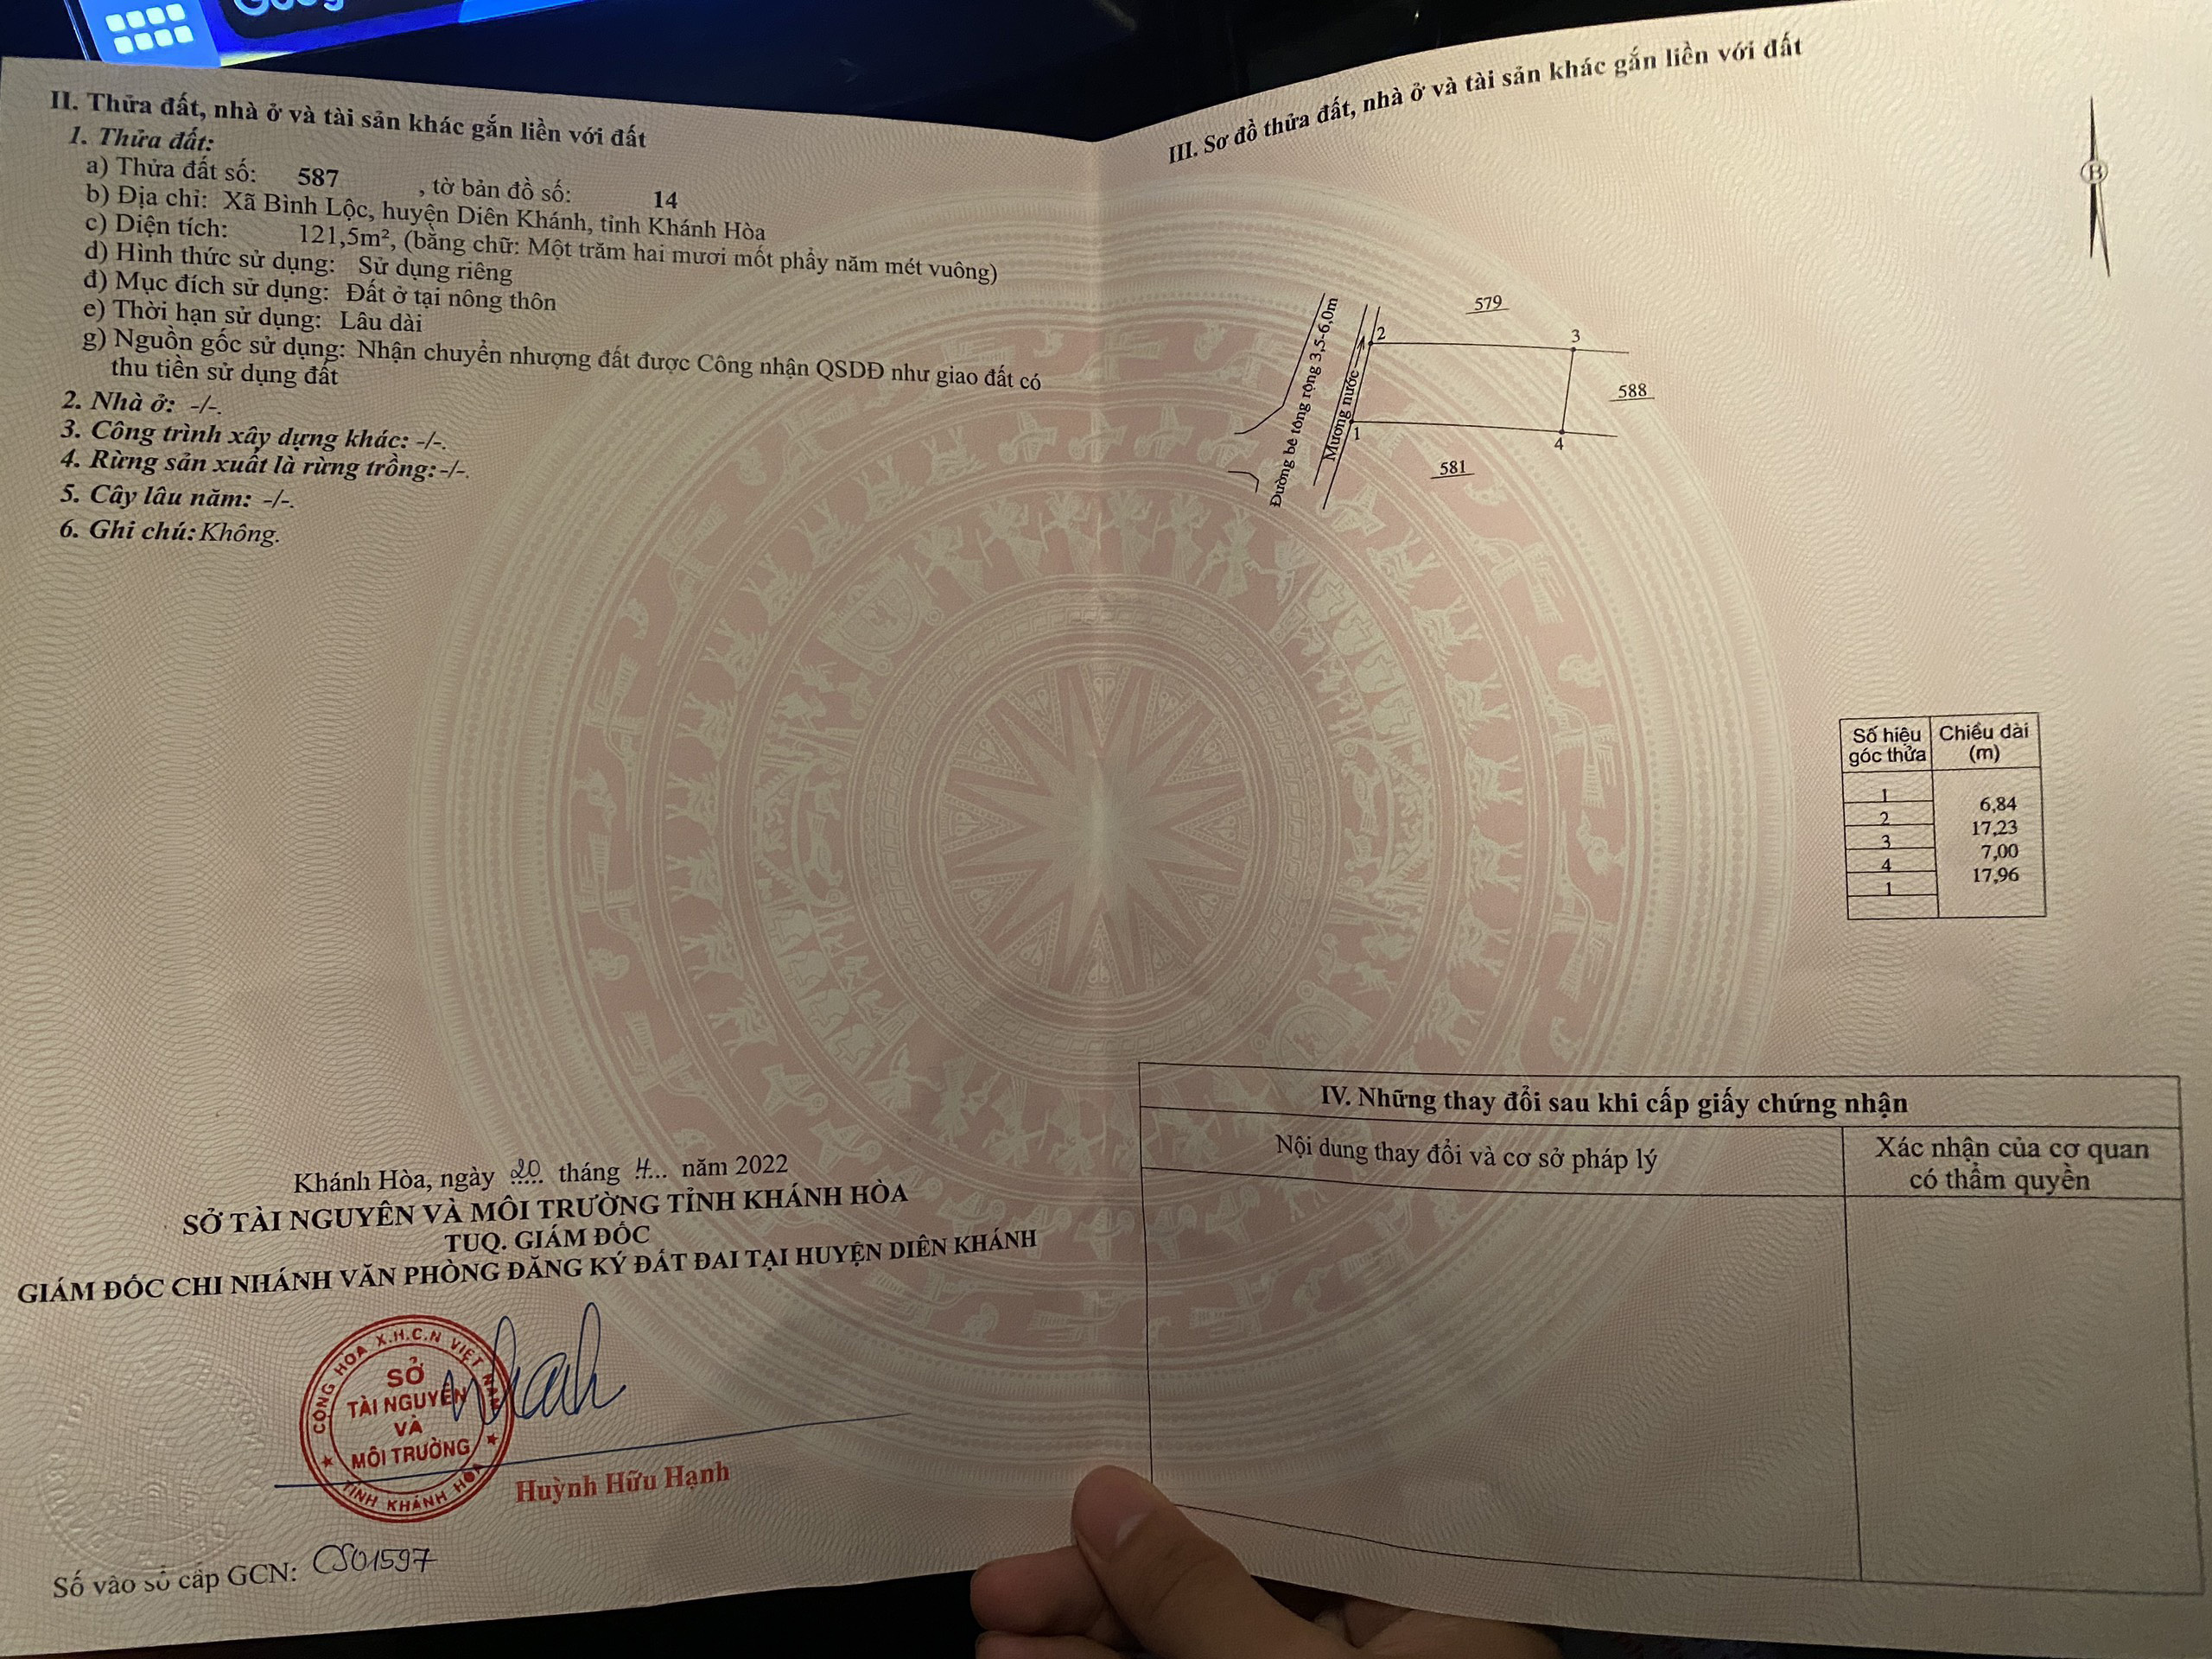 II. Thửa đất, nhà ở và tài sản khác gắn liền với đất
1. Thửa đất:
a) Thửa đất số: 587 , tờ bản đồ số: 14
b) Địa chỉ: Xã Bình Lộc, huyện Diên Khánh, tỉnh Khánh Hòa
c) Diện tích: 121,5m², (bằng chữ: Một trăm hai mươi mốt phẩy năm mét vuông)
d) Hình thức sử dụng: Sử dụng riêng
đ) Mục đích sử dụng: Đất ở tại nông thôn
e) Thời hạn sử dụng: Lâu dài
g) Nguồn gốc sử dụng: Nhận chuyển nhượng đất được Công nhận QSDĐ như giao đất có
thu tiền sử dụng đất
2. Nhà ở: -/-.
3. Công trình xây dựng khác: -/-.
4. Rừng sản xuất là rừng trồng: -/-.
5. Cây lâu năm: -/-.
6. Ghi chú: Không.
Khánh Hòa, ngày 20 tháng 4... năm 2022
SỞ TÀI NGUYÊN VÀ MÔI TRƯỜNG TỈNH KHÁNH HÒA
TUQ. GIÁM ĐỐC
GIÁM ĐỐC CHI NHÁNH VĂN PHÒNG ĐĂNG KÝ ĐẤT ĐAI TẠI HUYỆN DIÊN KHÁNH
CỘNG HÒA X.H.C.N VIỆT NAM
SỞ
TÀI NGUYÊN
VÀ
MÔI TRƯỜNG
TỈNH KHÁNH HÒA
Huỳnh Hữu Hạnh
Số vào sổ cấp GCN: CS01597
III. Sơ đồ thửa đất, nhà ở và tài sản khác gắn liền với đất
B
579
2
3
588
Đường bê tông rộng 3,5-6,0m
Mương nước
1
4
581
Số hiệu góc thửa Chiều dài (m)
1
6,84
2
17,23
3
7,00
4
17,96
1
IV. Những thay đổi sau khi cấp giấy chứng nhận
Nội dung thay đổi và cơ sở pháp lý
Xác nhận của cơ quan
có thẩm quyền